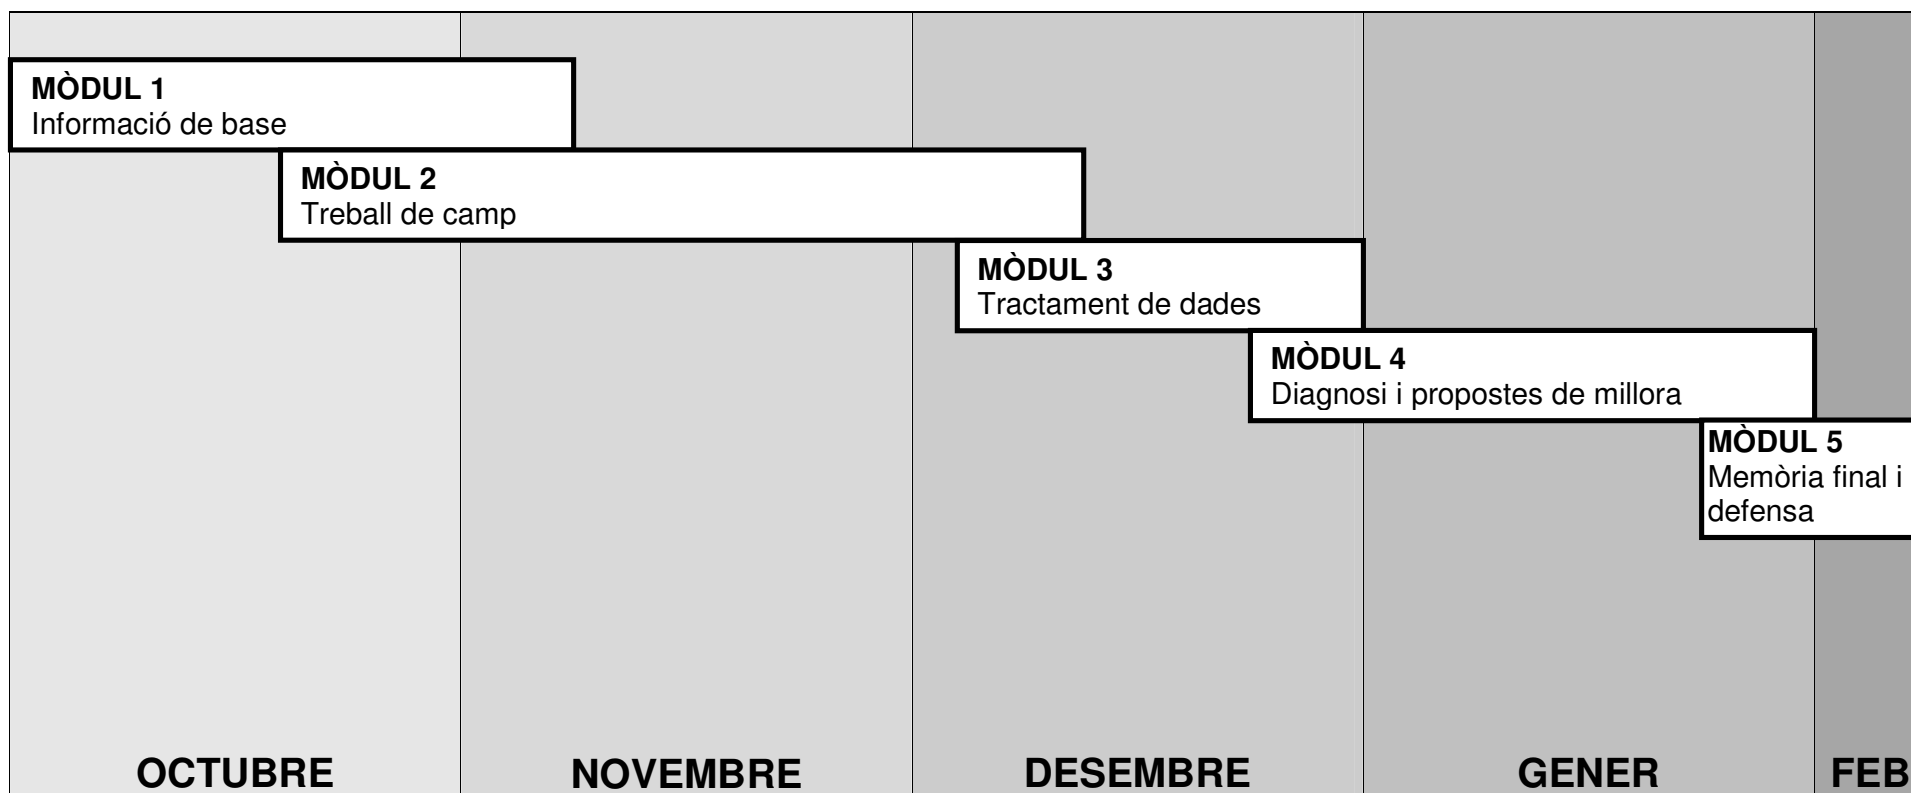 MÒDUL 1
Informació de base
MÒDUL 2
Treball de camp
MÒDUL 3
Tractament de dades
MÒDUL 4
Diagnosi i propostes de millora
MÒDUL 5
Memòria final i
defensa
OCTUBRE
NOVEMBRE
DESEMBRE
GENER
FEB